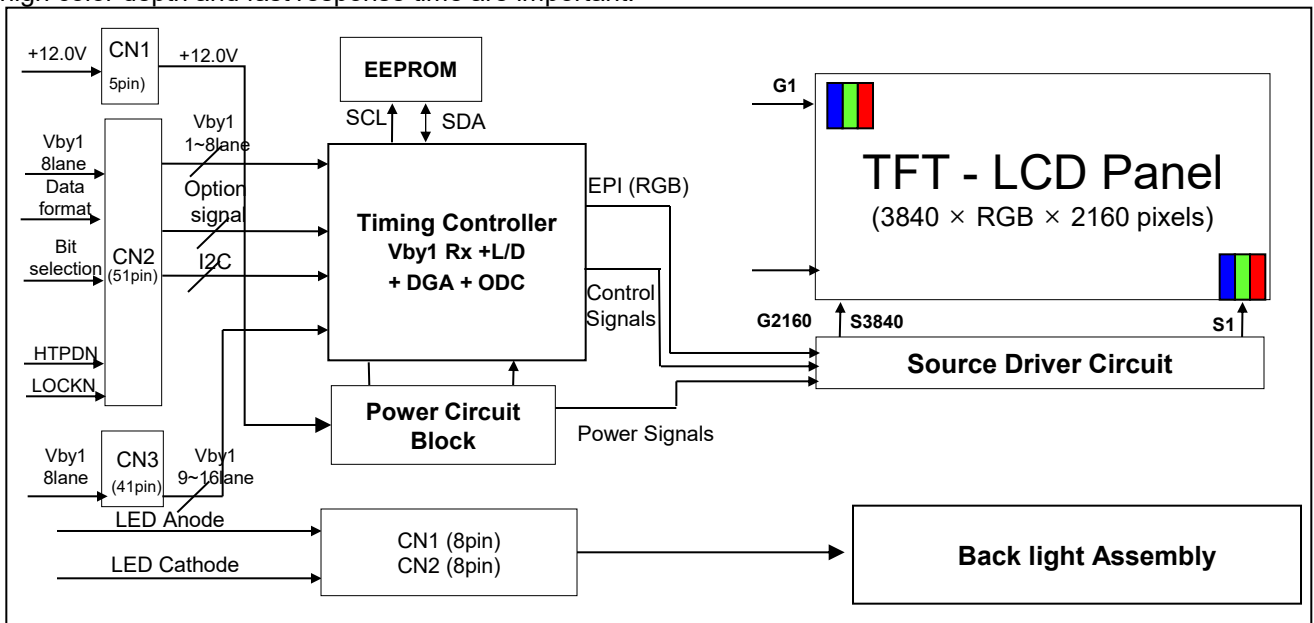 high color depth and fast response time are important.
+12.0V
CN1
5pin)
+12.0V
EEPROM
SCL
SDA
G1
TFT - LCD Panel
(3840 × RGB × 2160 pixels)
Vby1
8lane
Data
format
Bit
selection
HTPDN
LOCKN
CN2
(51pin)
Vby1
1~8lane
Option
signal
I2C
Timing Controller
Vby1 Rx +L/D
+ DGA + ODC
EPI (RGB)
Control
Signals
G2160
S3840
S1
Source Driver Circuit
Power Circuit
Block
Power Signals
Vby1
8lane
CN3
(41pin)
Vby1
9~16lane
LED Anode
LED Cathode
CN1 (8pin)
CN2 (8pin)
Back light Assembly